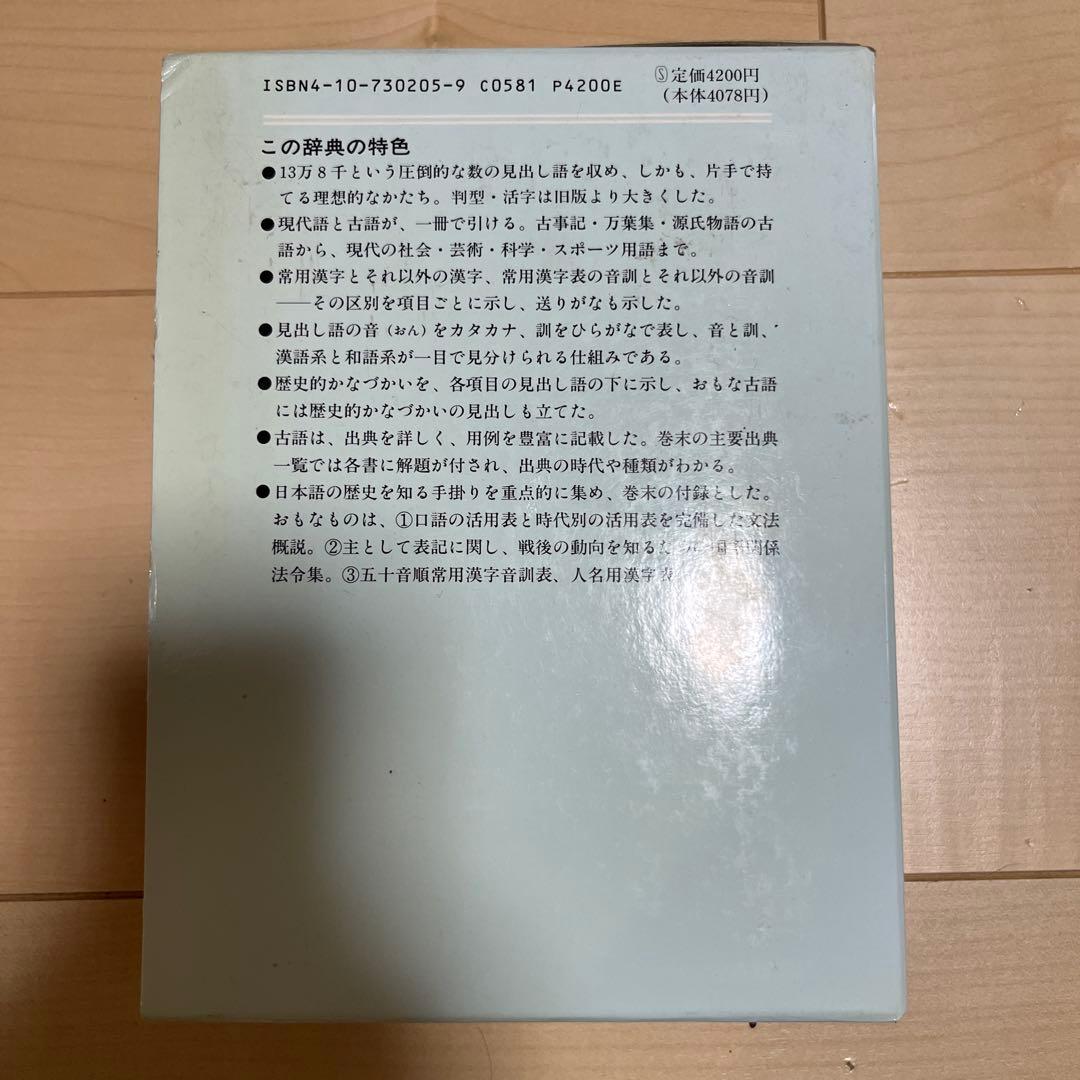 ISBN4-10-730205-9 C0581 P4200E
Ⓢ定価4200円
(本体4078円)
この辞典の特色
●13万8千という圧倒的な数の見出し語を収め、しかも、片手で持
てる理想的なかたち。判型・活字は旧版より大きくした。
●現代語と古語が、一冊で引ける。古事記・万葉集・源氏物語の古
語から、現代の社会・芸術・科学・スポーツ用語まで。
●常用漢字とそれ以外の漢字、常用漢字表の音訓とそれ以外の音訓
――その区別を項目ごとに示し、送りがなも示した。
●見出し語の音(おん)をカタカナ、訓をひらがなで表し、音と訓、
漢語系と和語系が一目で見分けられる仕組みである。
●歴史的かなづかいを、各項目の見出し語の下に示し、おもな古語
には歴史的かなづかいの見出しも立てた。
●古語は、出典を詳しく、用例を豊富に記載した。巻末の主要出典
一覧では各書に解題が付され、出典の時代や種類がわかる。
●日本語の歴史を知る手掛りを重点的に集め、巻末の付録とした。
おもなものは、①口語の活用表と時代別の活用表を完備した文法
概説。②主として表記に関し、戦後の動向を知るた 関係
法令集。③五十音順常用漢字音訓表、人名用漢字表